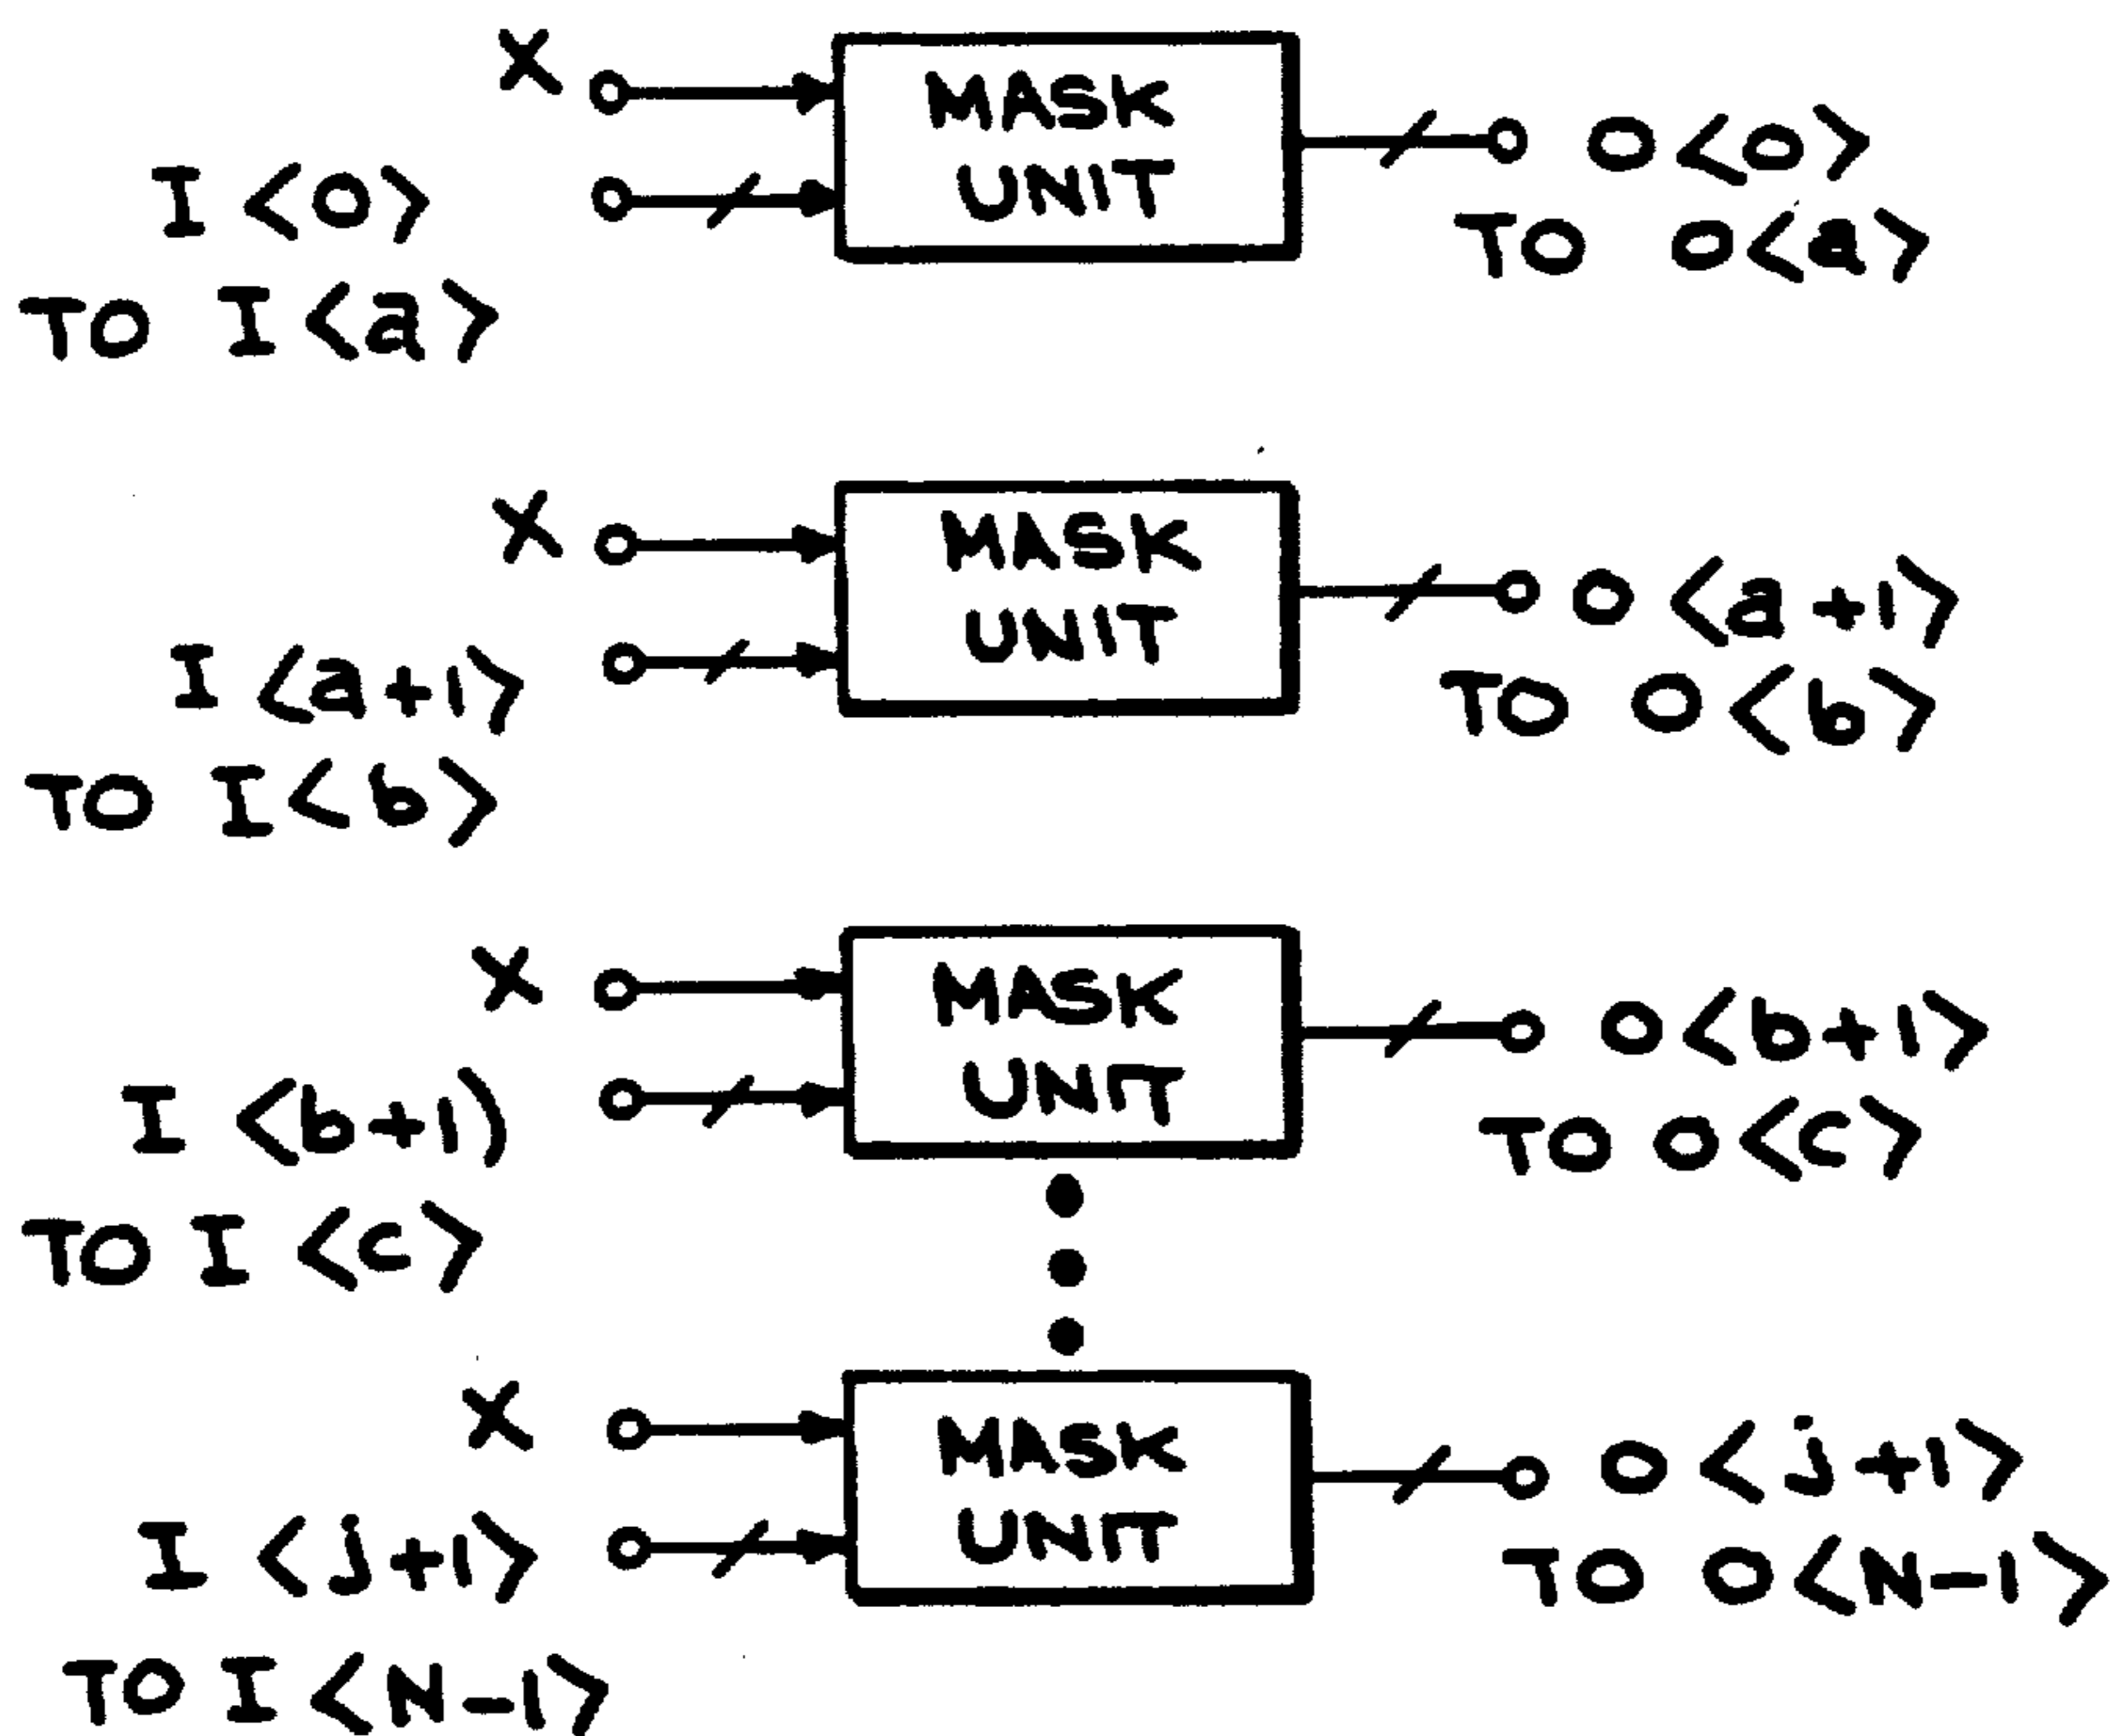 X
MASK
UNIT
I<0>
TO I<a>
O<0>
TO O<a>
X
MASK
UNIT
I<a+1>
TO I<b>
O<a+1>
TO O<b>
X
MASK
UNIT
I<b+1)
TO I<c>
O<b+1>
TO O<c>
X
MASK
UNIT
I<j+1>
TO I<N-1>
O<j+1>
TO O<N-1>